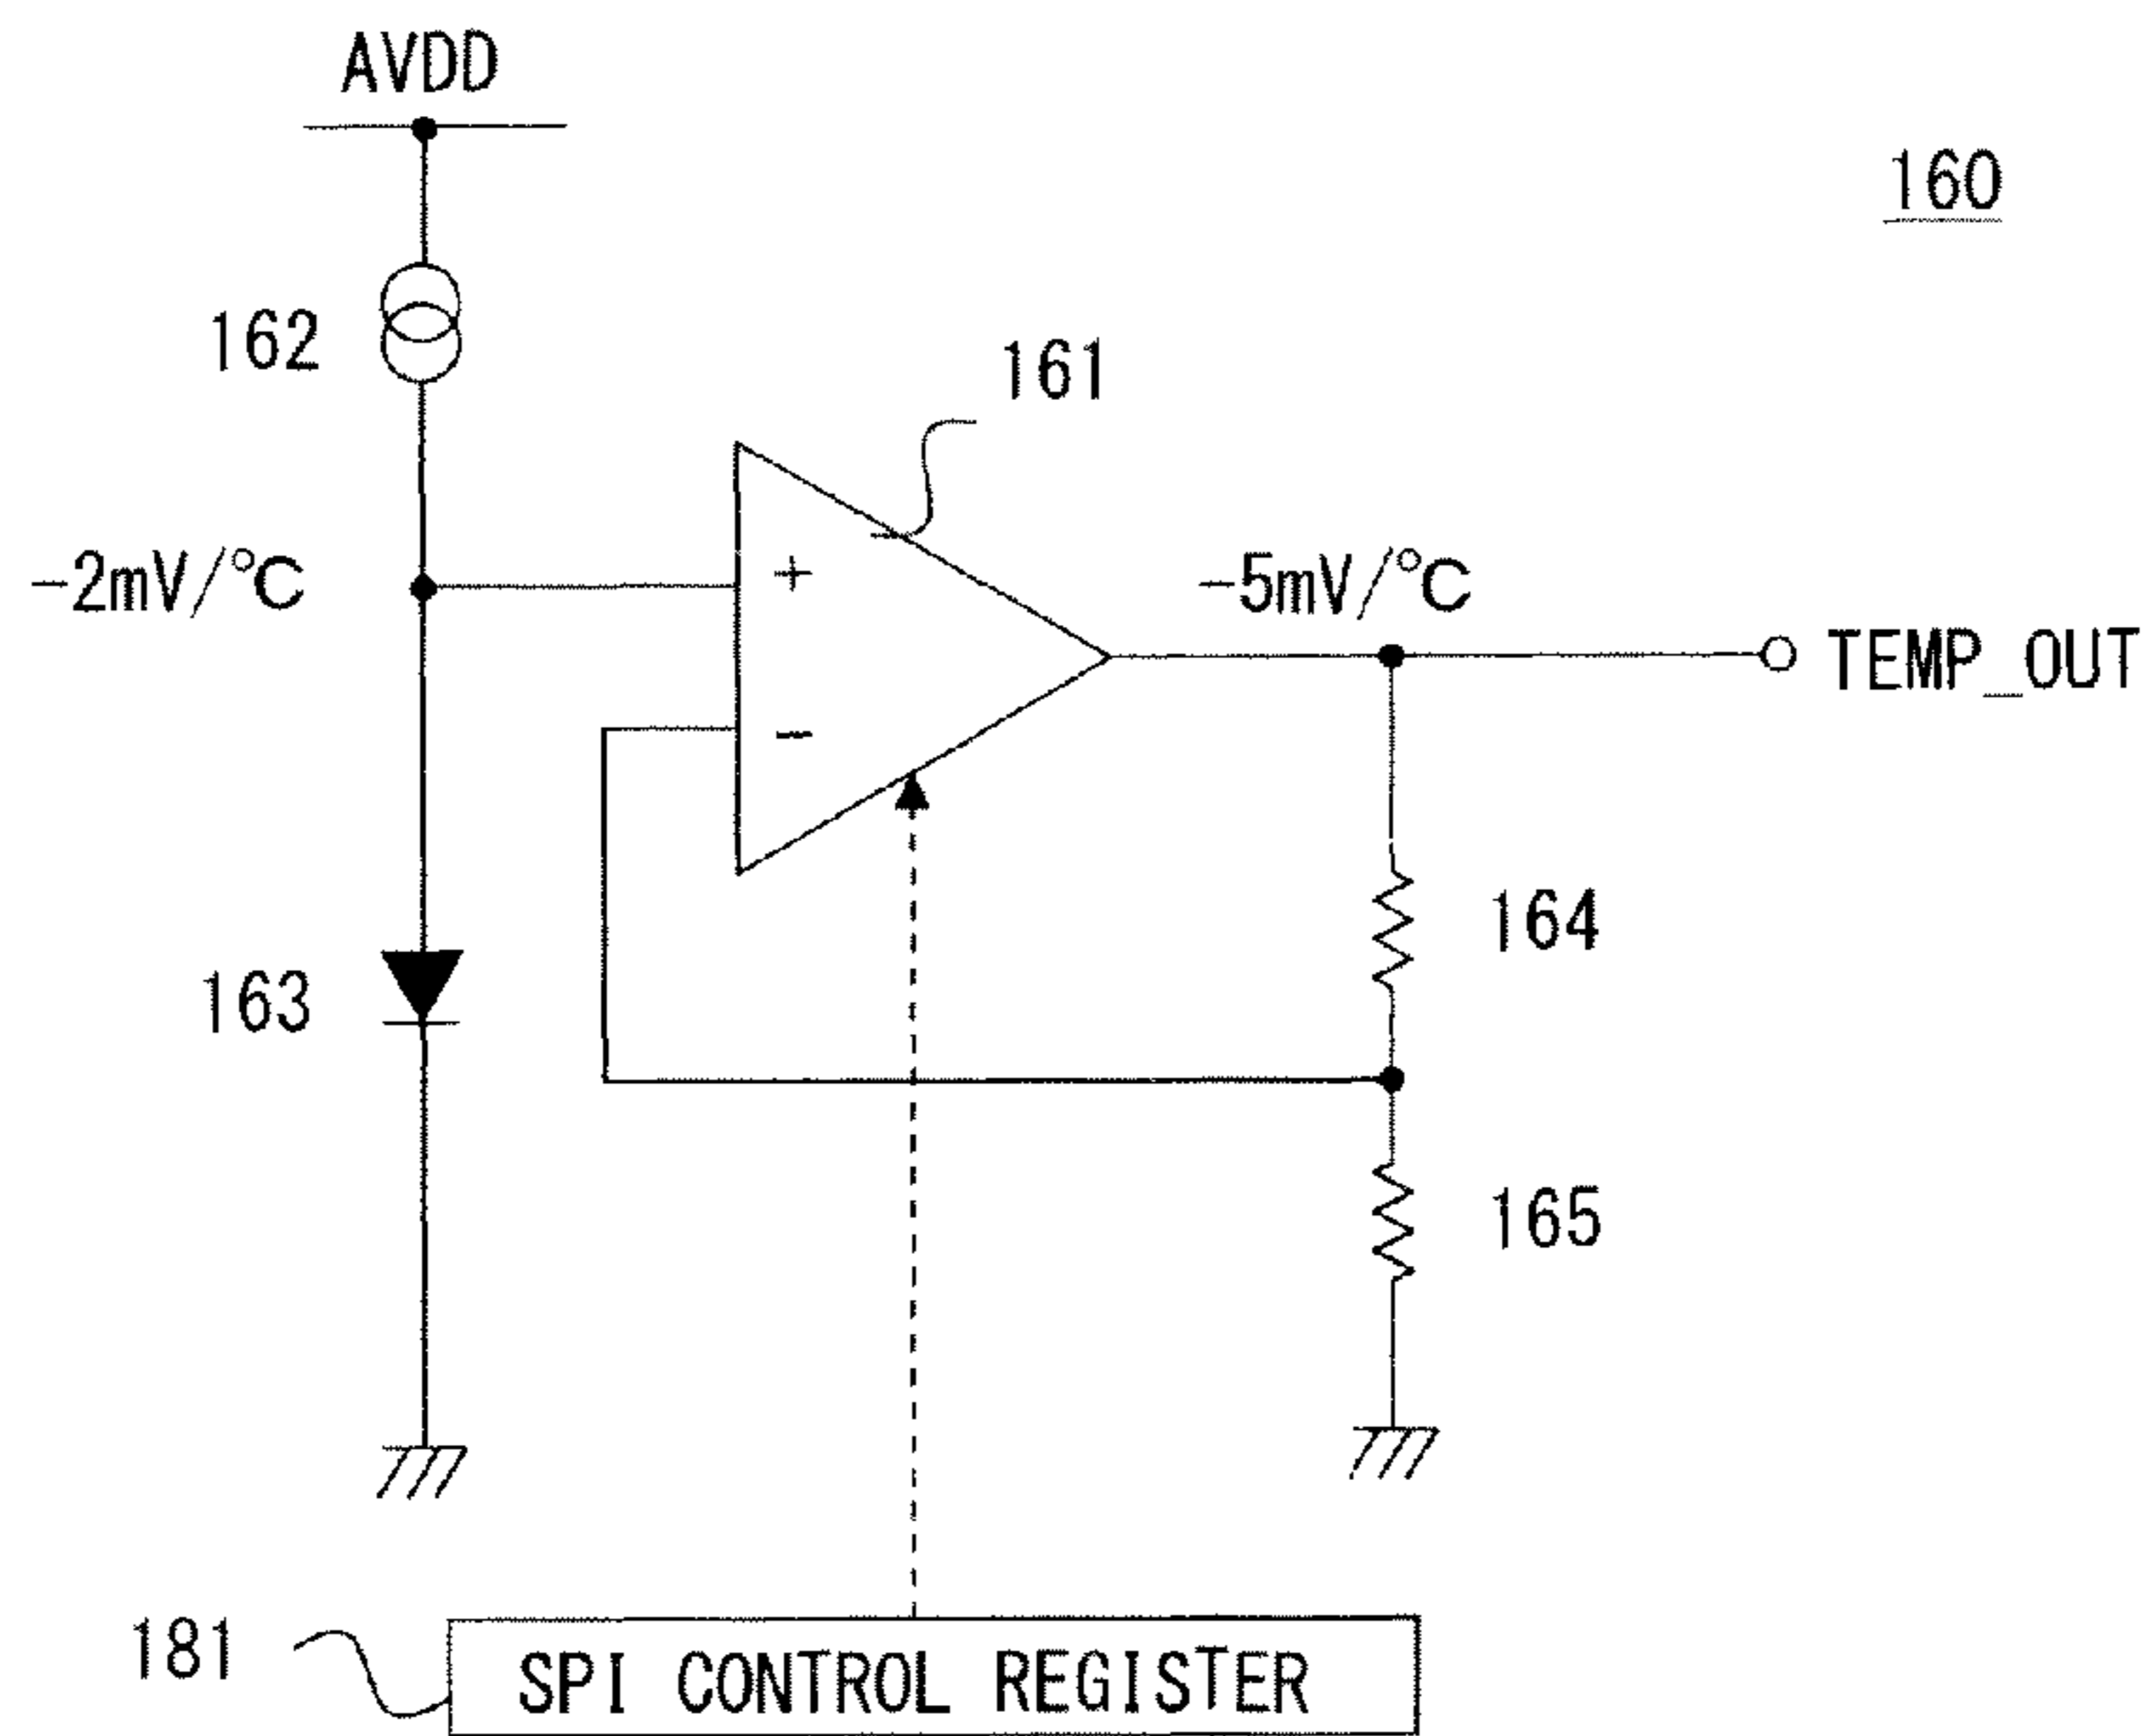 AVDD
160
162
161
-2mV/°C
+
-5mV/°C
TEMP_OUT
-
164
163
165
181
SPI CONTROL REGISTER